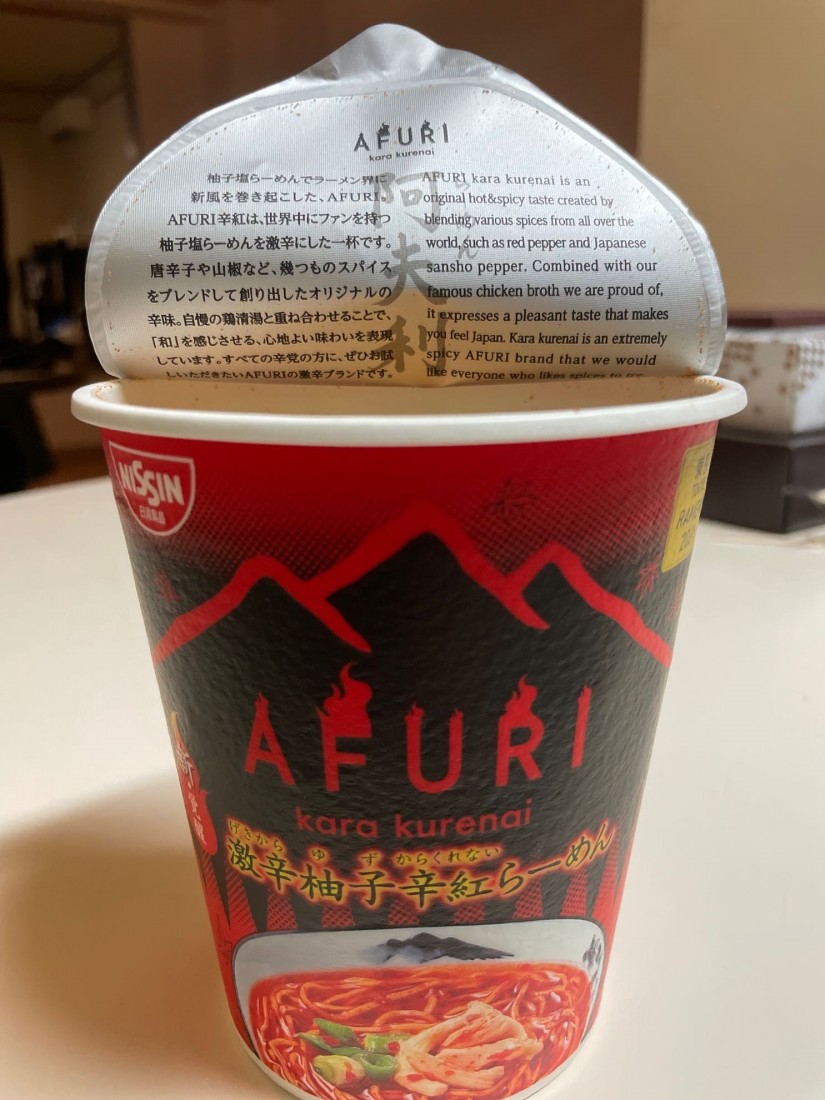 AFURI
kara kurenai
柚子塩らーめんでラーメン界に
新風を巻き起こした、AFURI。
AFURI辛紅は、世界中にファンを持つ
柚子塩らーめんを激辛にした一杯です。
唐辛子や山椒など、幾つものスパイス
をブレンドして創り出したオリジナルの
辛味。自慢の鶏清湯と重ね合わせることで、
「和」を感じさせる、心地よい味わいを表現
しています。すべての辛党の方に、ぜひお試
しいただきたいAFURIの激辛ブランドです。
AFURI kara kurenai is an
original hot&spicy taste created by
blending various spices from all over the
world, such as red pepper and Japanese
sansho pepper. Combined with our
famous chicken broth we are proud of,
it expresses a pleasant taste that makes
you feel Japan. Kara kurenai is an extremely
spicy AFURI brand that we would
like everyone who likes spices to try
阿夫利
NISSIN
日清食品
AFURI
kara kurenai
げきから ゆ ず からくれない
激辛柚子辛紅らーめん
新・覚醒